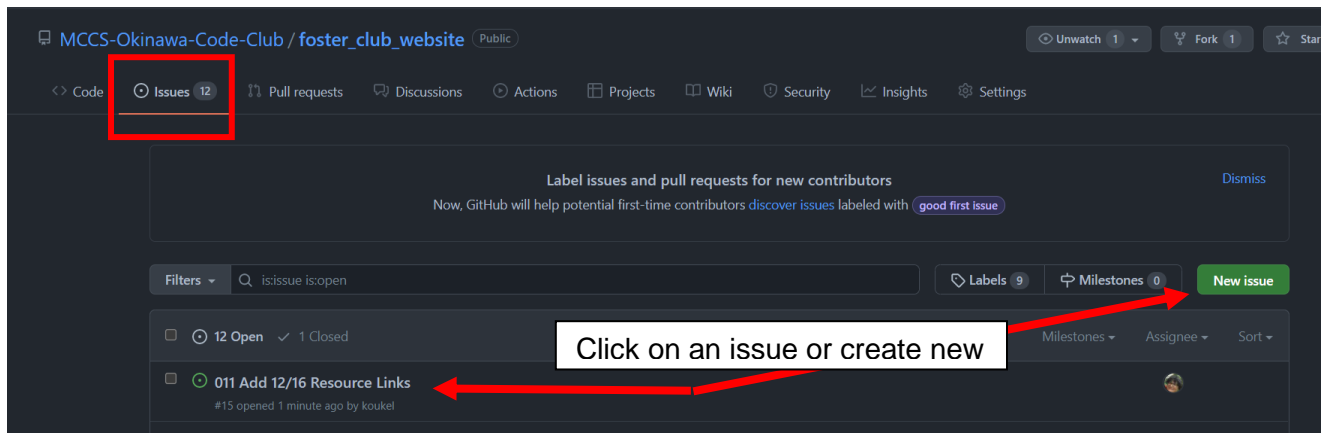 MCCS-Okinawa-Code-Club / foster_club_website Public
Unwatch 1 Fork 1 Star
<> Code Issues 12 Pull requests Discussions Actions Projects Wiki Security Insights Settings
Label issues and pull requests for new contributors Dismiss
Now, GitHub will help potential first-time contributors discover issues labeled with good first issue
Filters is:issue is:open Labels 9 Milestones 0 New issue
12 Open 1 Closed Milestones Assignee Sort
Click on an issue or create new
011 Add 12/16 Resource Links
#15 opened 1 minute ago by koukel